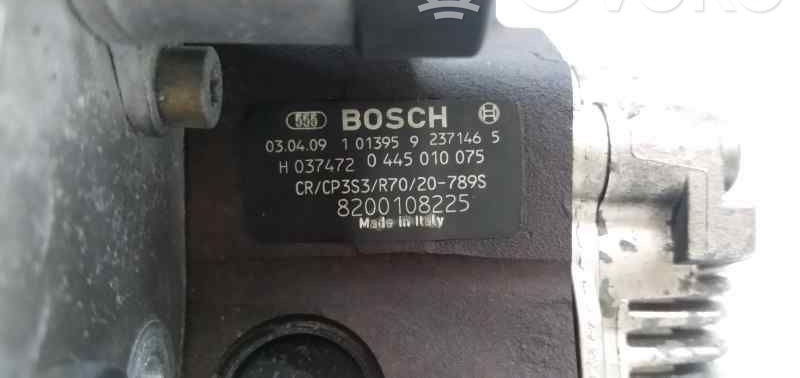 555 BOSCH
03.04.09 1 01395 9 237146 5
H 037472 0 445 010 075
CR/CP3S3/R70/20-789S
8200108225
Made in Italy